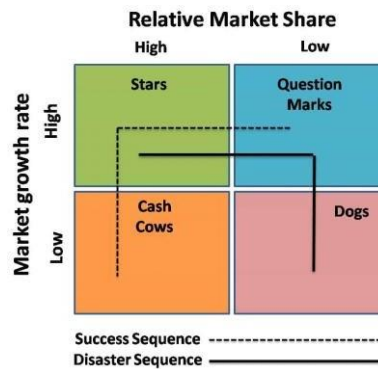 Relative Market Share
High
Low
Market growth rate
High
Low
Stars
Question
Marks
Cash
Cows
Dogs
Success Sequence
Disaster Sequence